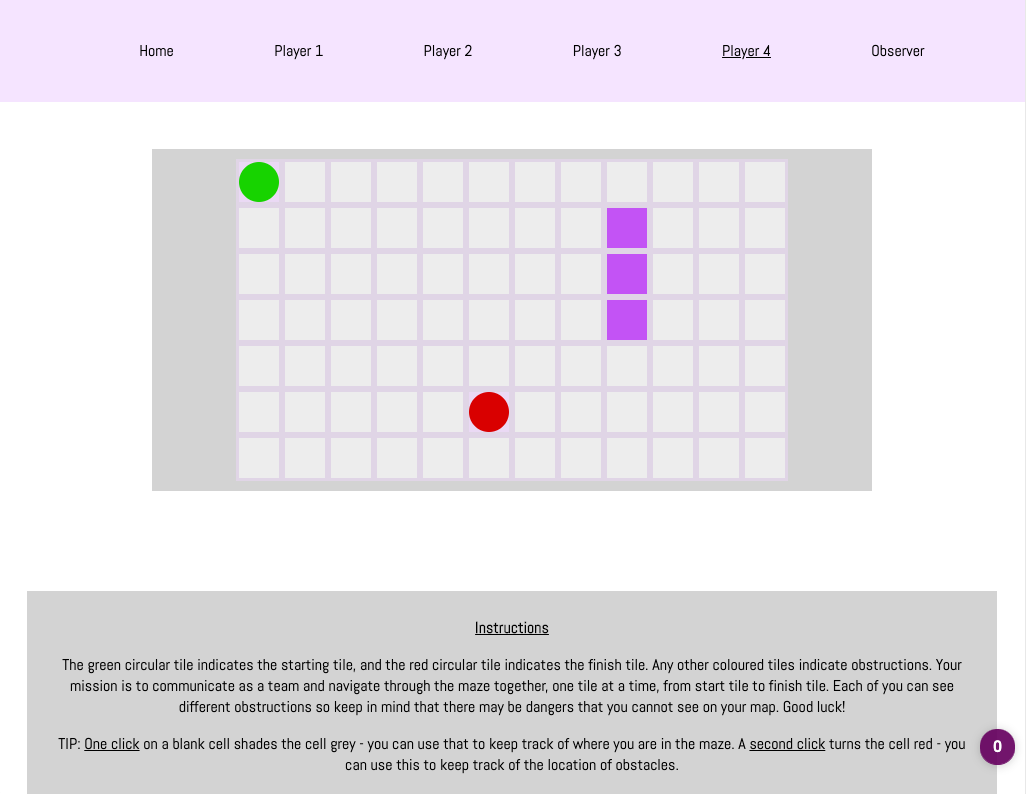 Home Player 1 Player 2 Player 3 Player 4 Observer
Instructions
The green circular tile indicates the starting tile, and the red circular tile indicates the finish tile. Any other coloured tiles indicate obstructions. Your
mission is to communicate as a team and navigate through the maze together, one tile at a time, from start tile to finish tile. Each of you can see
different obstructions so keep in mind that there may be dangers that you cannot see on your map. Good luck!
TIP: One click on a blank cell shades the cell grey - you can use that to keep track of where you are in the maze. A second click turns the cell red - you
can use this to keep track of the location of obstacles.
0